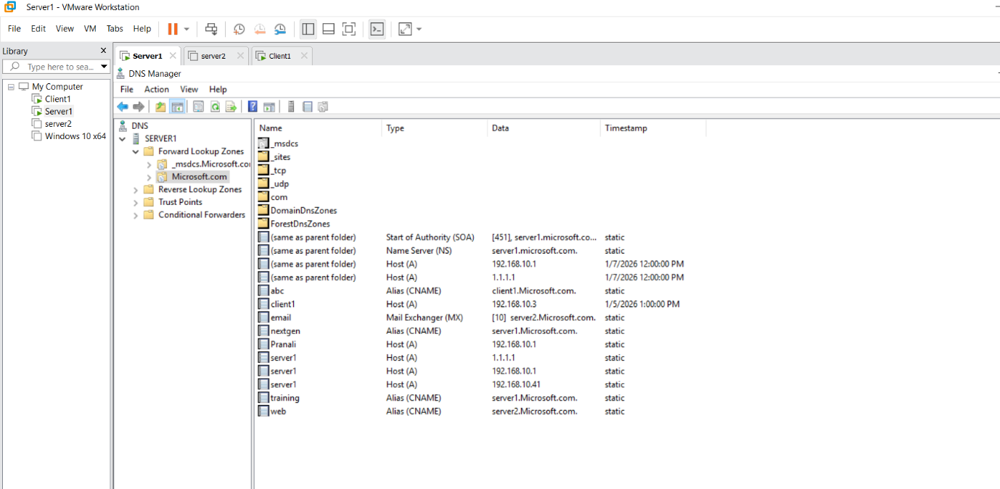 Server1 - VMware Workstation
File Edit View VM Tabs Help
Library
Type here to sea...
My Computer
Client1
Server1
server2
Windows 10 x64
Server1 server2 Client1
DNS Manager
File Action View Help
DNS
SERVER1
Forward Lookup Zones
_msdcs.Microsoft.co
Microsoft.com
Reverse Lookup Zones
Trust Points
Conditional Forwarders
Name Type Data Timestamp
_msdcs
_sites
_tcp
_udp
com
DomainDnsZones
ForestDnsZones
(same as parent folder) Start of Authority (SOA) [451], server1.microsoft.co... static
(same as parent folder) Name Server (NS) server1.microsoft.com. static
(same as parent folder) Host (A) 192.168.10.1 1/7/2026 12:00:00 PM
(same as parent folder) Host (A) 1.1.1.1 1/7/2026 12:00:00 PM
abc Alias (CNAME) client1.Microsoft.com. static
client1 Host (A) 192.168.10.3 1/5/2026 1:00:00 PM
email Mail Exchanger (MX) [10] server2.Microsoft.com. static
nextgen Alias (CNAME) server1.Microsoft.com. static
Pranali Host (A) 192.168.10.1 static
server1 Host (A) 1.1.1.1 static
server1 Host (A) 192.168.10.1 static
server1 Host (A) 192.168.10.41 static
training Alias (CNAME) server1.Microsoft.com. static
web Alias (CNAME) server2.Microsoft.com. static